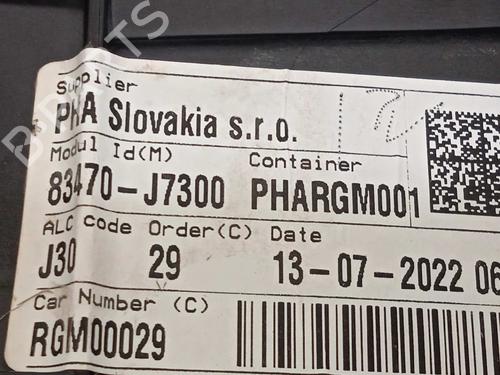 Supplier
PHA Slovakia s.r.o.
Modul Id(M) Container
83470-J7300 PHARGM001
ALC code Order(C) Date
J30 29 13-07-2022 06
Car Number (C)
RGM00029